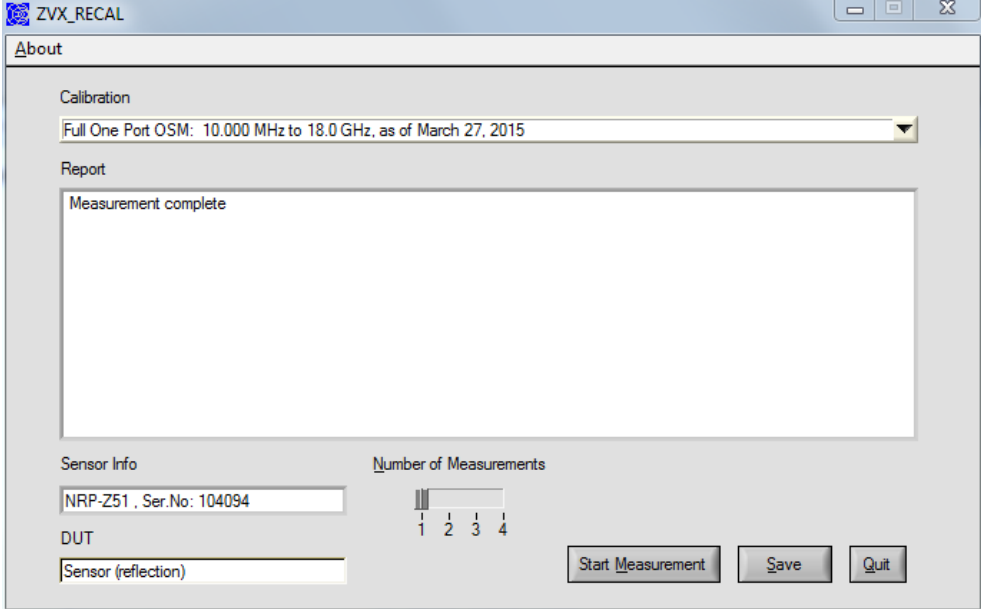 ZVX_RECAL
About
Calibration
Full One Port OSM: 10.000 MHz to 18.0 GHz, as of March 27, 2015
Report
Measurement complete
Sensor Info
Number of Measurements
NRP-Z51 , Ser.No: 104094
1 2 3 4
DUT
Sensor (reflection)
Start Measurement
Save
Quit